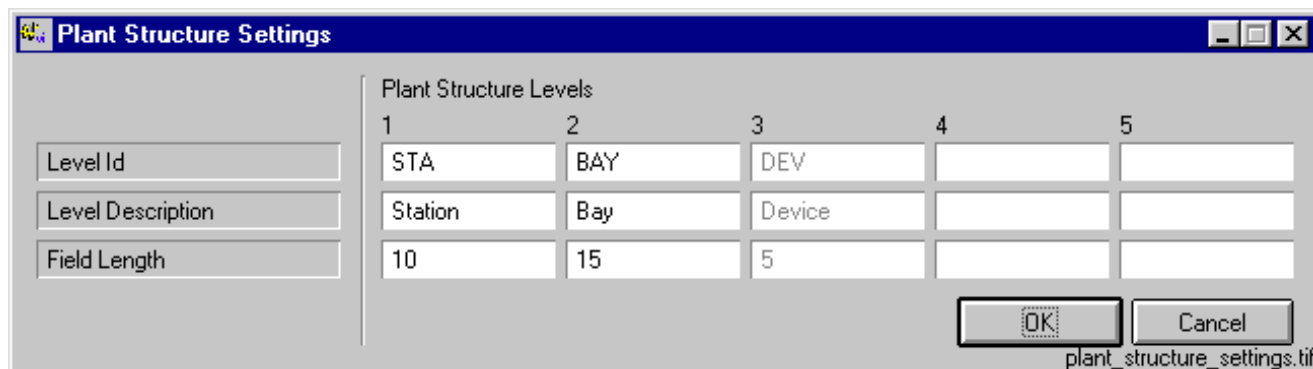 Plant Structure Settings
Plant Structure Levels
1 2 3 4 5
Level Id STA BAY DEV
Level Description Station Bay Device
Field Length 10 15 5
OK Cancel
plant_structure_settings.tif